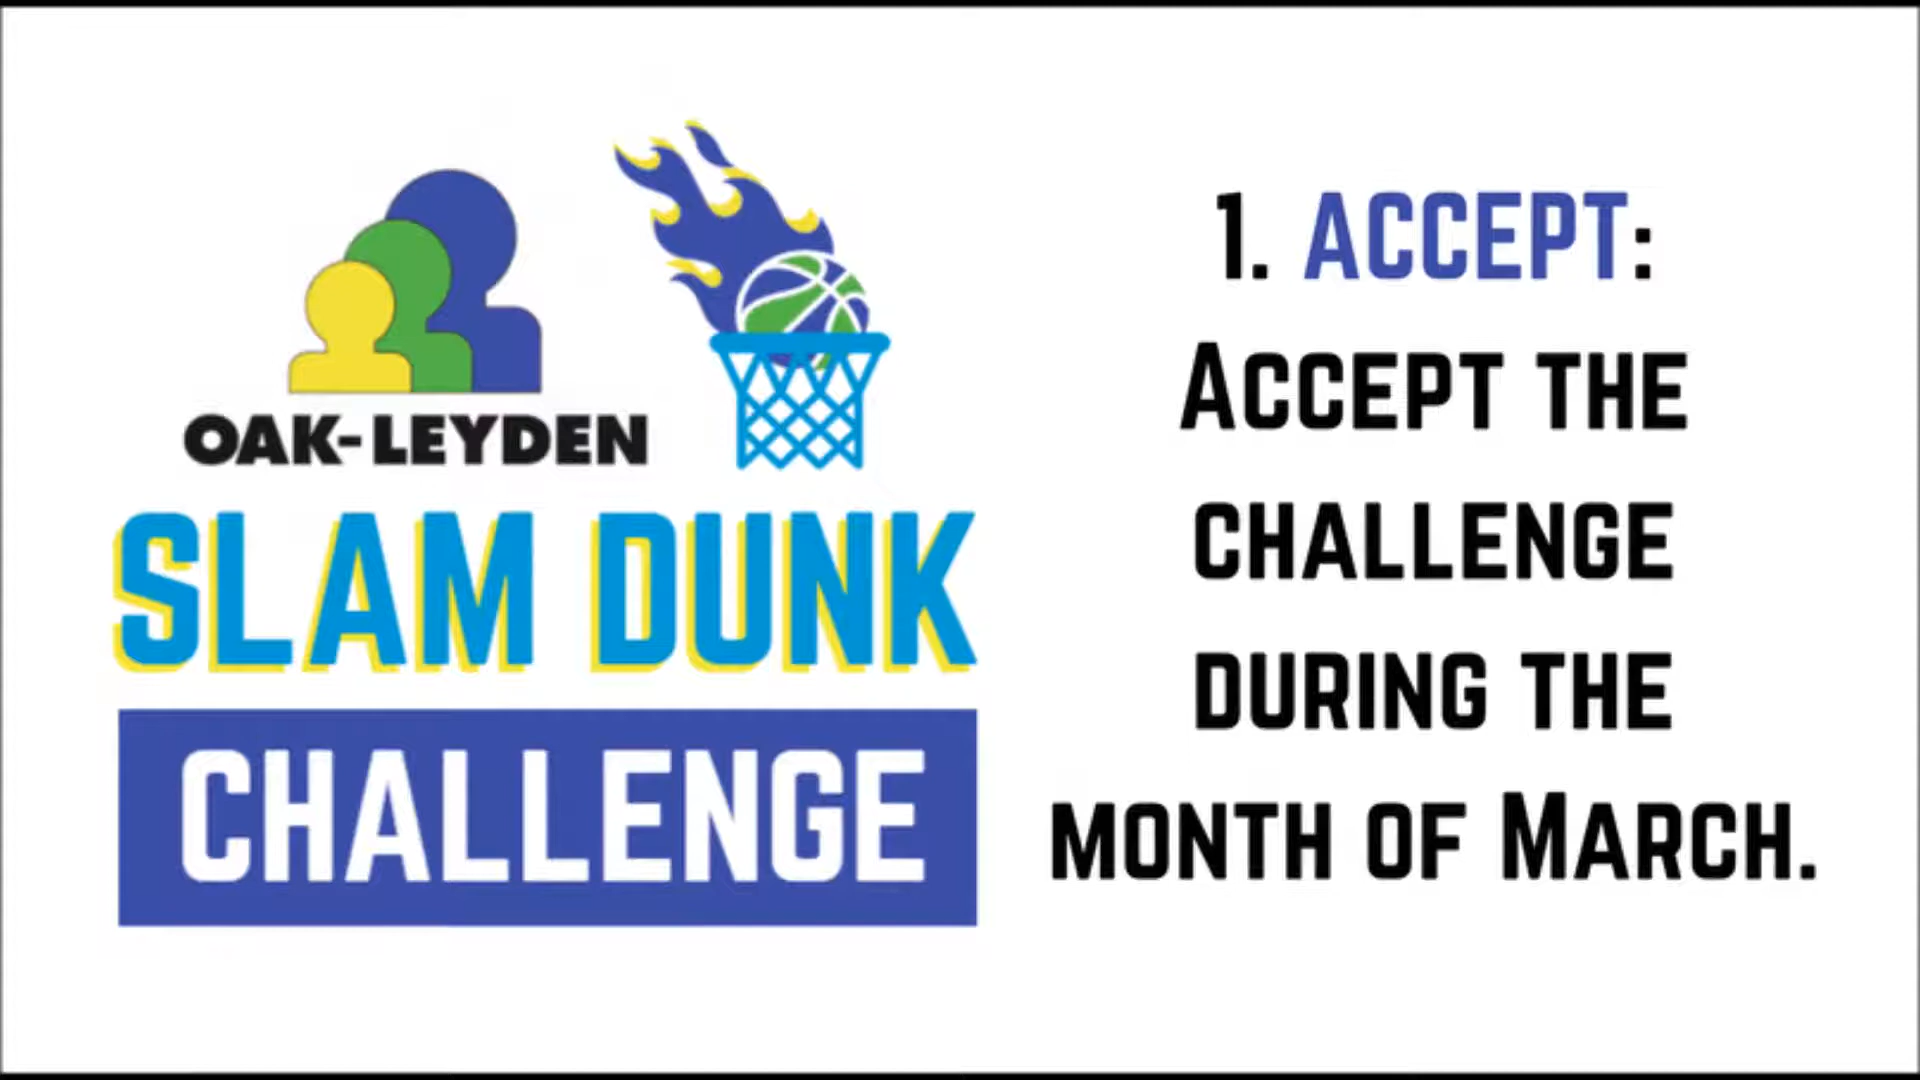 OAK-LEYDEN
SLAM DUNK
CHALLENGE
1. ACCEPT:
ACCEPT THE
CHALLENGE
DURING THE
MONTH OF MARCH.